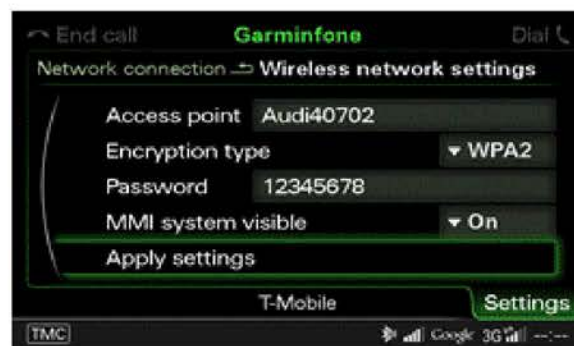 End call Garminfone Dial
Network connection Wireless network settings
Access point Audi40702
Encryption type WPA2
Password 12345678
MMI system visible On
Apply settings
T-Mobile Settings
TMC Google 3G --:--